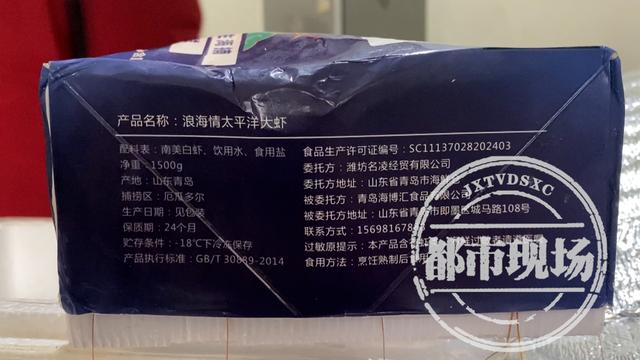 产品名称：浪海情太平洋大虾
配料表：南美白虾、饮用水、食用盐
净重：1500g
产地：山东青岛
捕捞区：厄瓜多尔
生产日期：见包装
保质期：24个月
贮存条件：-18℃下冷冻保存
产品执行标准：GB/T 30889-2014
食品生产许可证编号：SC11137028202403
委托方：潍坊名凌经贸有限公司
委托方地址：山东省青岛市海
被委托方：青岛海博汇食品有限公司
被委托方地址：山东省青岛市即墨区城马路108号
联系方式：156981678
过敏原提示：本产品含
食用方法：烹饪熟制后
JXTVDSXC
都市现场